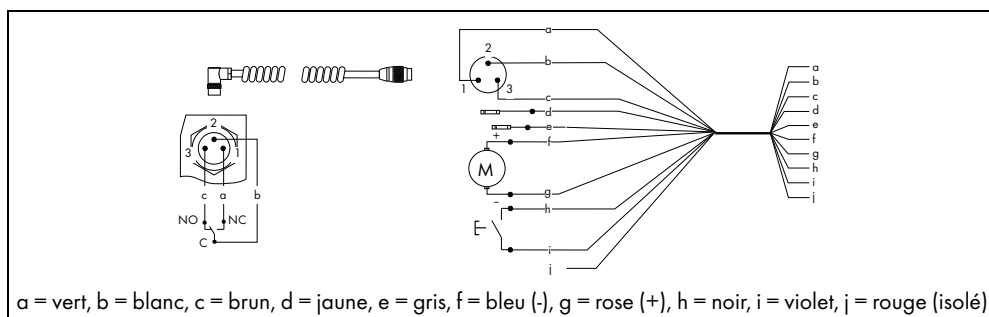 a
2
b
1
3
c
d
e
+
f
M
g
-
h
i
j
a
b
c
d
e
f
g
h
i
j
2
3
1
c
a
b
NO
NC
C
a = vert, b = blanc, c = brun, d = jaune, e = gris, f = bleu (-), g = rose (+), h = noir, i = violet, j = rouge (isolé)